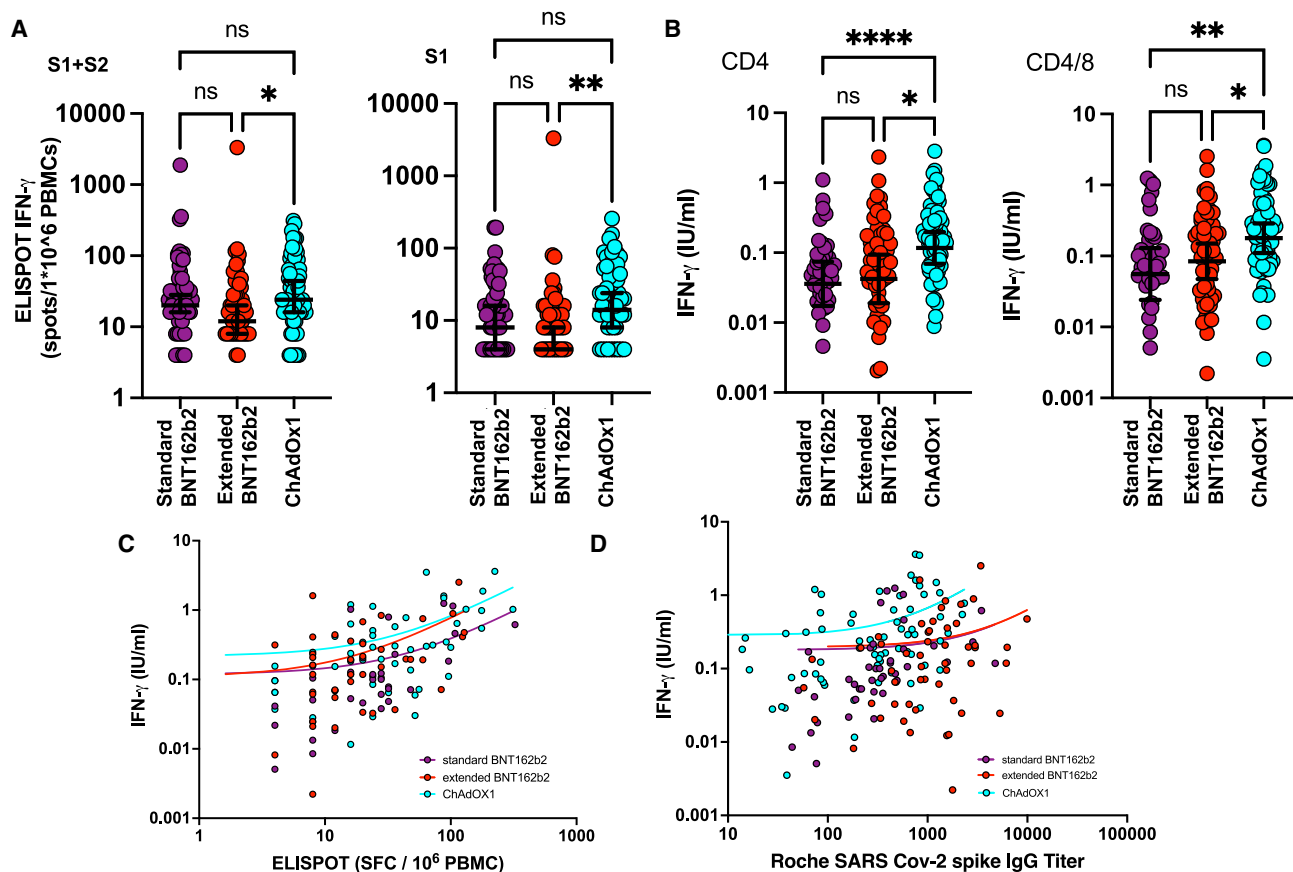 A
S1+S2
ns
ns
*
ELISPOT IFN-γ
(spots/1*10^6 PBMCs)
10000
1000
100
10
1
Standard
BNT162b2
Extended
BNT162b2
ChAdOx1
S1
ns
ns
**
10000
1000
100
10
1
Standard
BNT162b2
Extended
BNT162b2
ChAdOx1
B
CD4
****
ns
*
IFN-γ (IU/ml)
10
1
0.1
0.01
0.001
Standard
BNT162b2
Extended
BNT162b2
ChAdOx1
CD4/8
**
ns
*
IFN-γ (IU/ml)
10
1
0.1
0.01
0.001
Standard
BNT162b2
Extended
BNT162b2
ChAdOx1
C
IFN-γ (IU/ml)
10
1
0.1
0.01
0.001
1
10
100
1000
standard BNT162b2
extended BNT162b2
ChAdOX1
ELISPOT (SFC / 10⁶ PBMC)
D
IFN-γ (IU/ml)
10
1
0.1
0.01
0.001
10
100
1000
10000
100000
standard BNT162b2
extended BNT162b2
ChAdOX1
Roche SARS Cov-2 spike IgG Titer